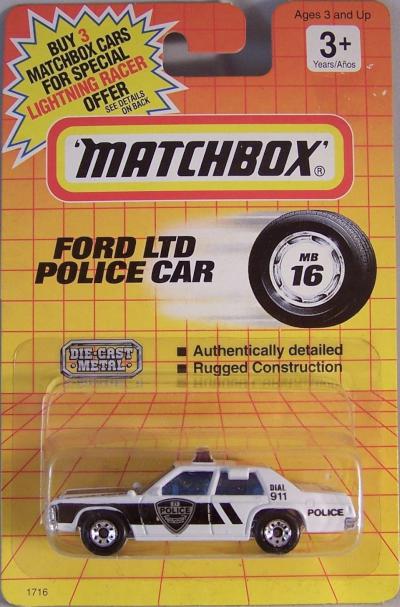 BUY 3
MATCHBOX CARS
FOR SPECIAL
LIGHTNING RACER
OFFER
SEE DETAILS
ON BACK
Ages 3 and Up
3+
Years/Años
'MATCHBOX'®
FORD LTD
POLICE CAR
MB
16
DIE-CAST
METAL
■ Authentically detailed
■ Rugged Construction
DIAL
911
POLICE
POLICE
1716